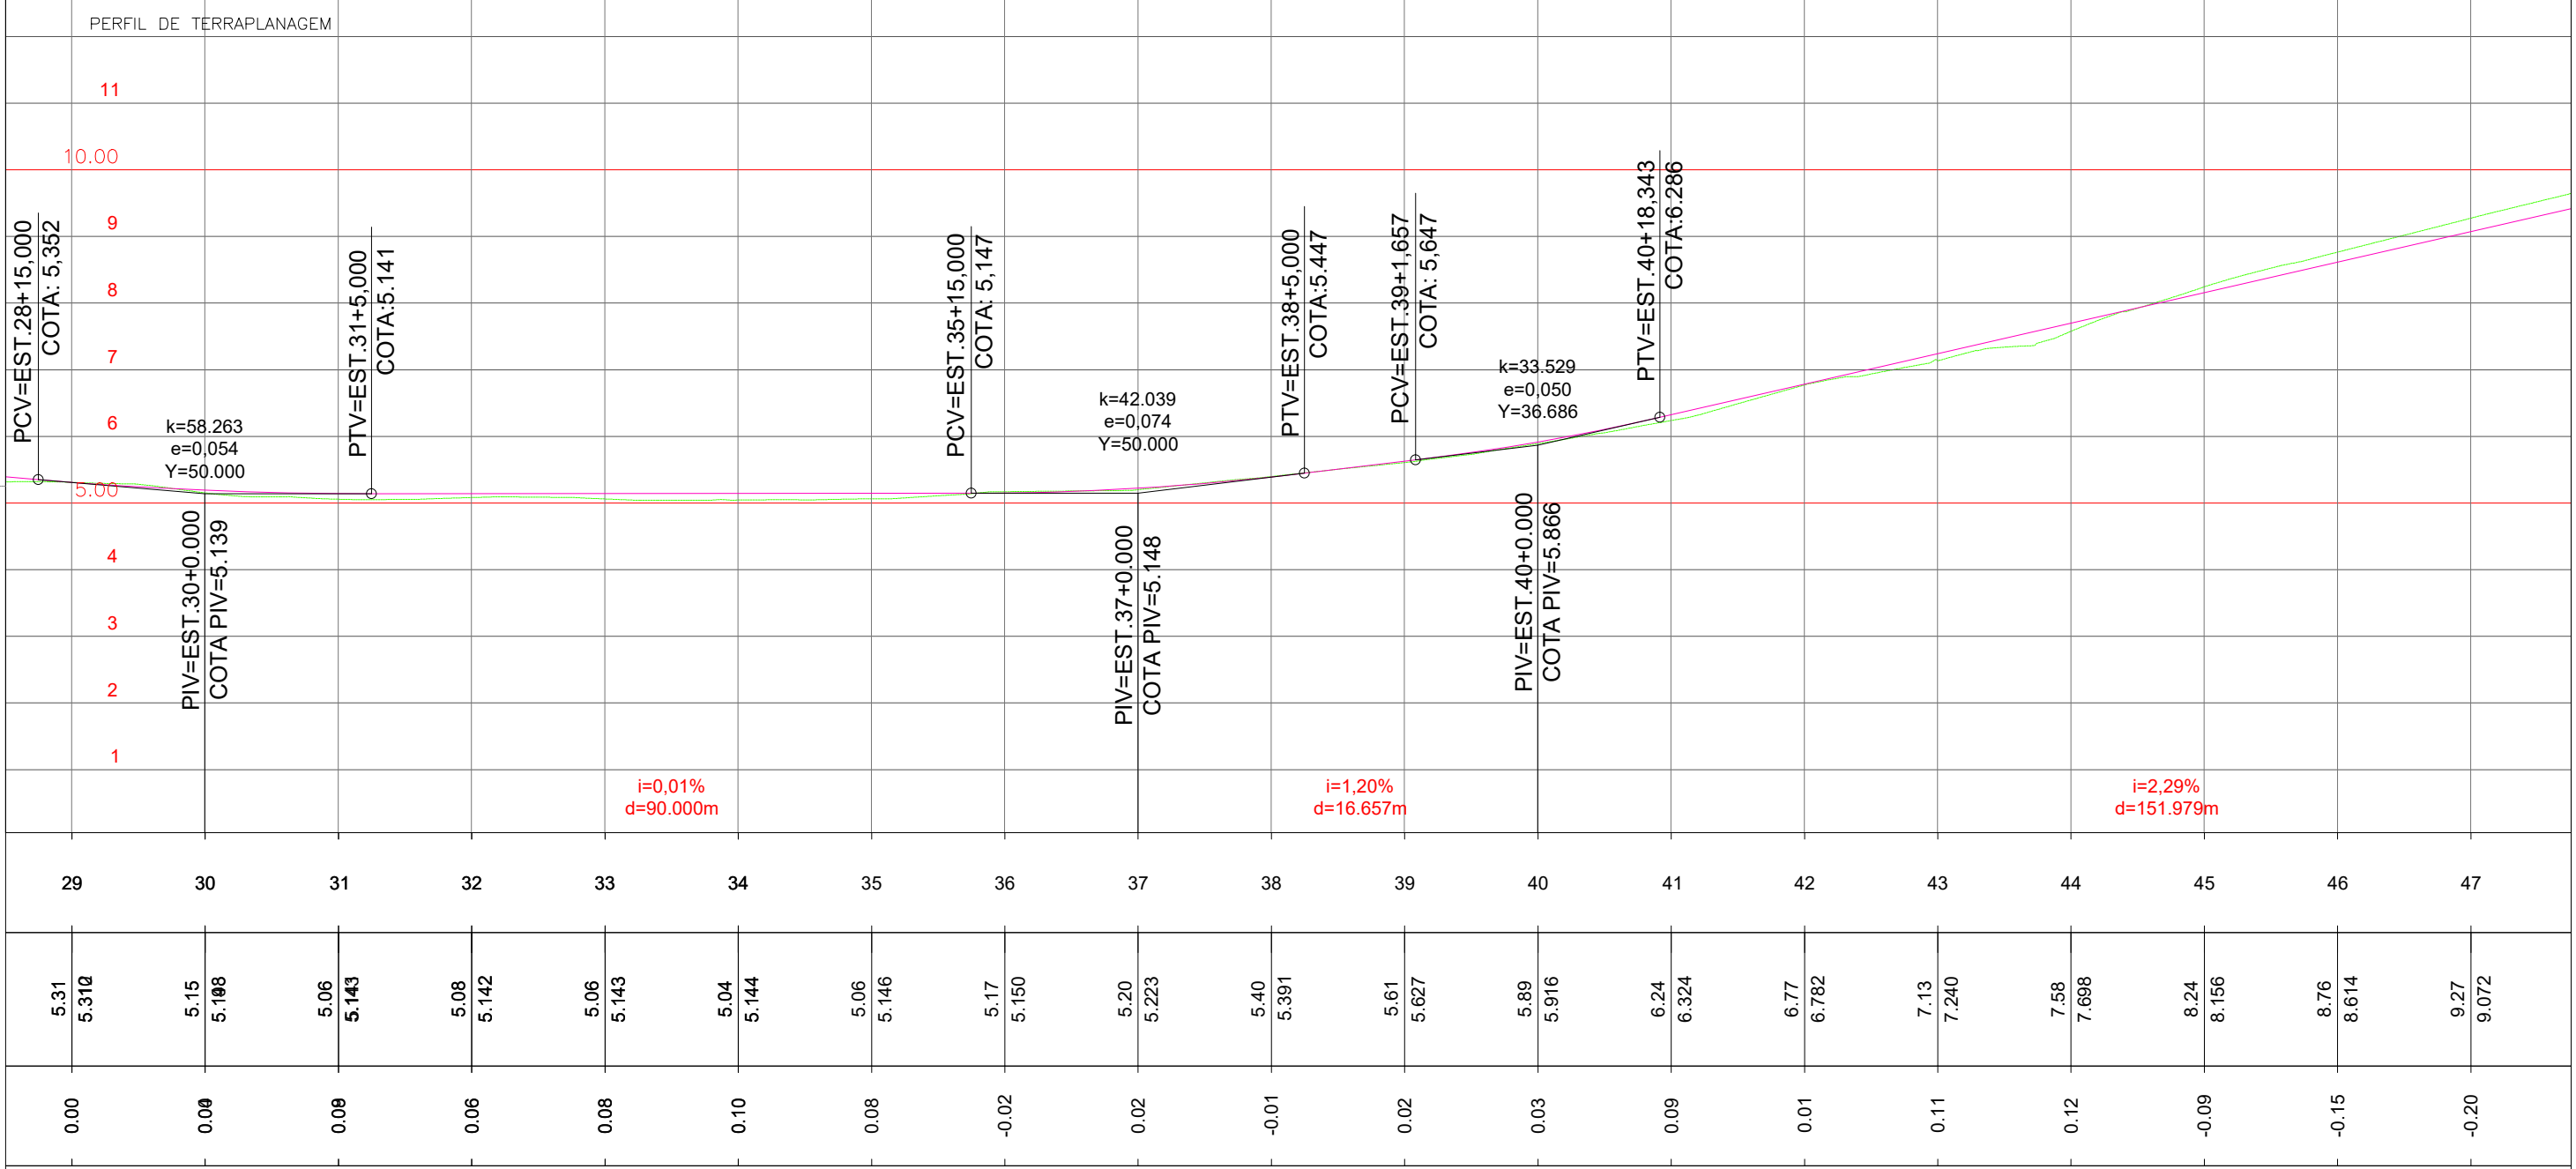 PERFIL DE TERRAPLANAGEM
11
10.00
9
8
7
6
5.00
4
3
2
1
PCV=EST.28+15,000
COTA: 5,352
k=58.263
e=0,054
Y=50.000
PIV=EST.30+0.000
COTA PIV=5.139
PTV=EST.31+5,000
COTA:5.141
PCV=EST.35+15,000
COTA: 5,147
k=42.039
e=0,074
Y=50.000
PIV=EST.37+0.000
COTA PIV=5.148
PTV=EST.38+5,000
COTA:5.447
PCV=EST.39+1,657
COTA: 5,647
k=33.529
e=0,050
Y=36.686
PIV=EST.40+0.000
COTA PIV=5.866
PTV=EST.40+18,343
COTA:6.286
i=0,01%
d=90.000m
i=1,20%
d=16.657m
i=2,29%
d=151.979m
29 30 31 32 33 34 35 36 37 38 39 40 41 42 43 44 45 46 47
5.31
5.15
5.06
5.08
5.142
5.06
5.143
5.04
5.144
5.06
5.146
5.17
5.150
5.20
5.223
5.40
5.391
5.61
5.627
5.89
5.916
6.24
6.324
6.77
6.782
7.13
7.240
7.58
7.698
8.24
8.156
8.76
8.614
9.27
9.072
0.00 0.06 0.08 0.10 0.08 -0.02 0.02 -0.01 0.02 0.03 0.09 0.01 0.11 0.12 -0.09 -0.15 -0.20